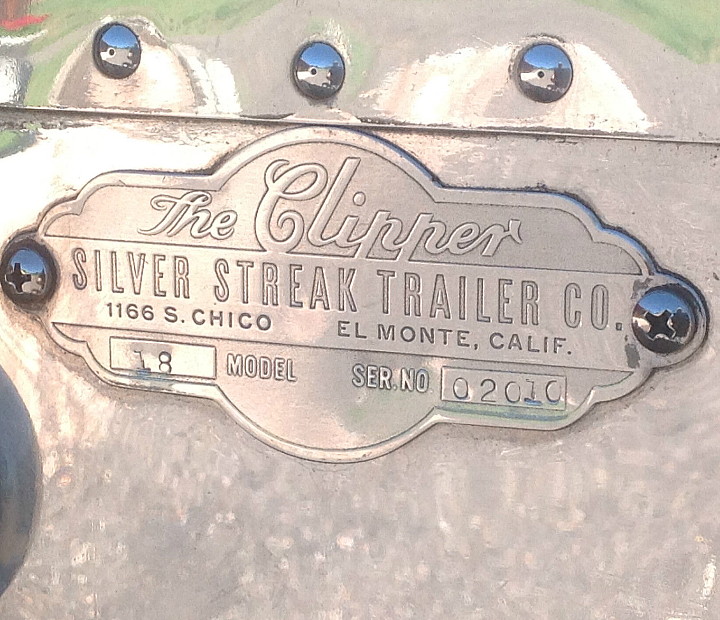 The Clipper
SILVER STREAK TRAILER CO.
1166 S. CHICO EL MONTE, CALIF.
18 MODEL SER. NO. 02010